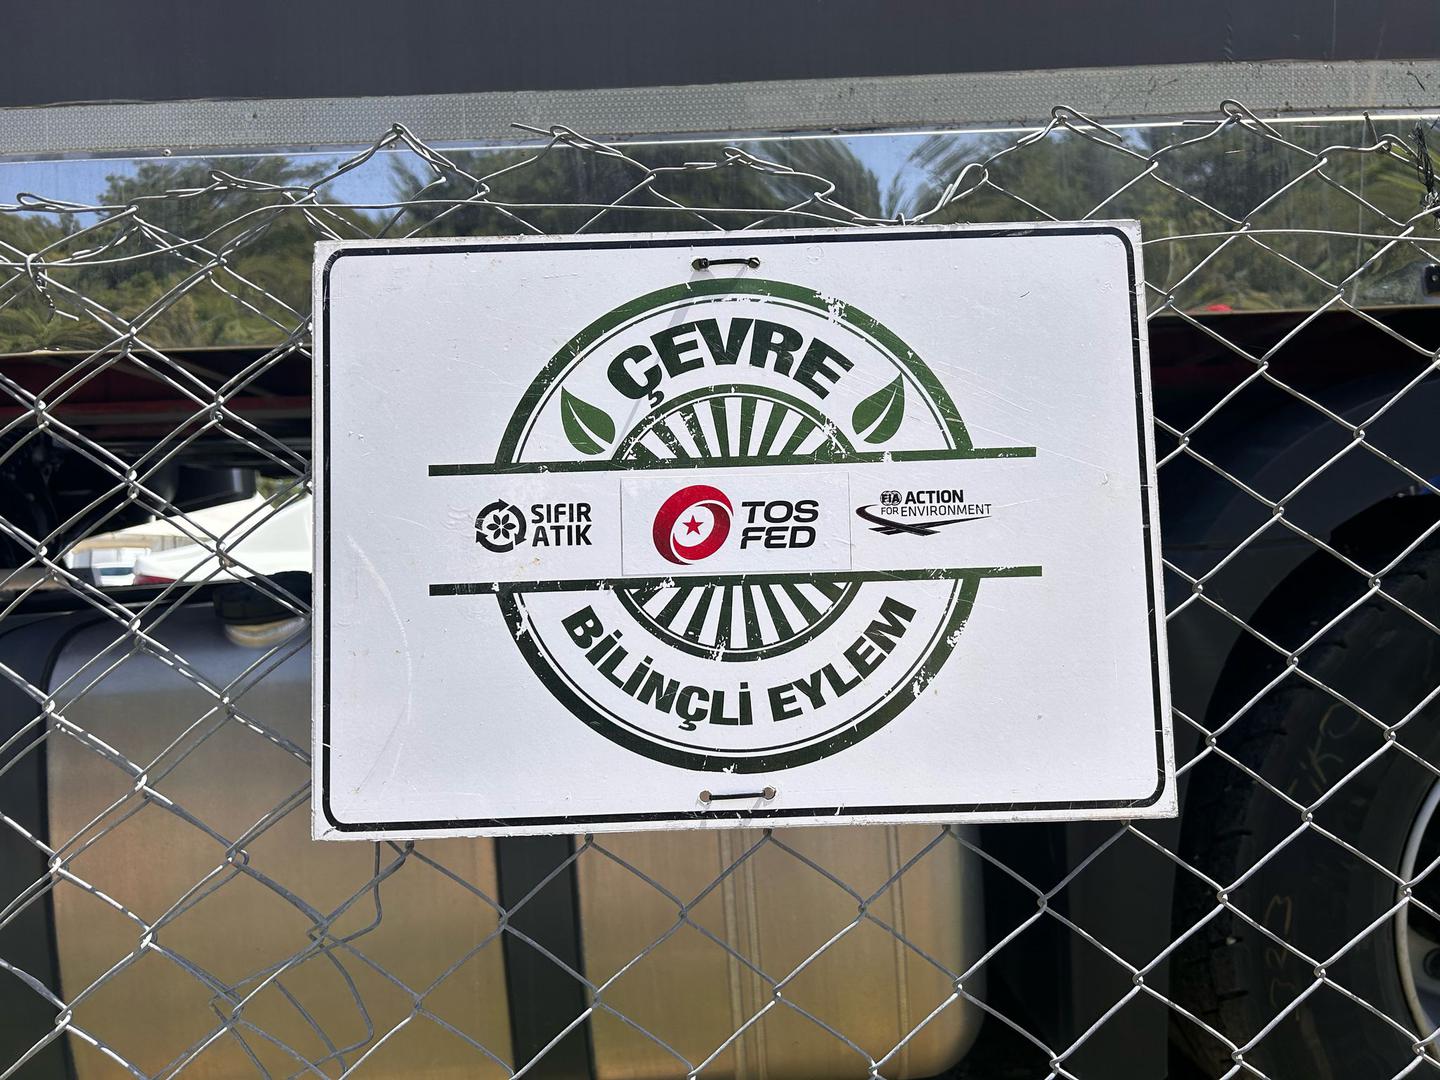 ÇEVRE
SIFIR
ATIK
TOS
FED
FIA ACTION
FOR ENVIRONMENT
BİLİNÇLİ EYLEM